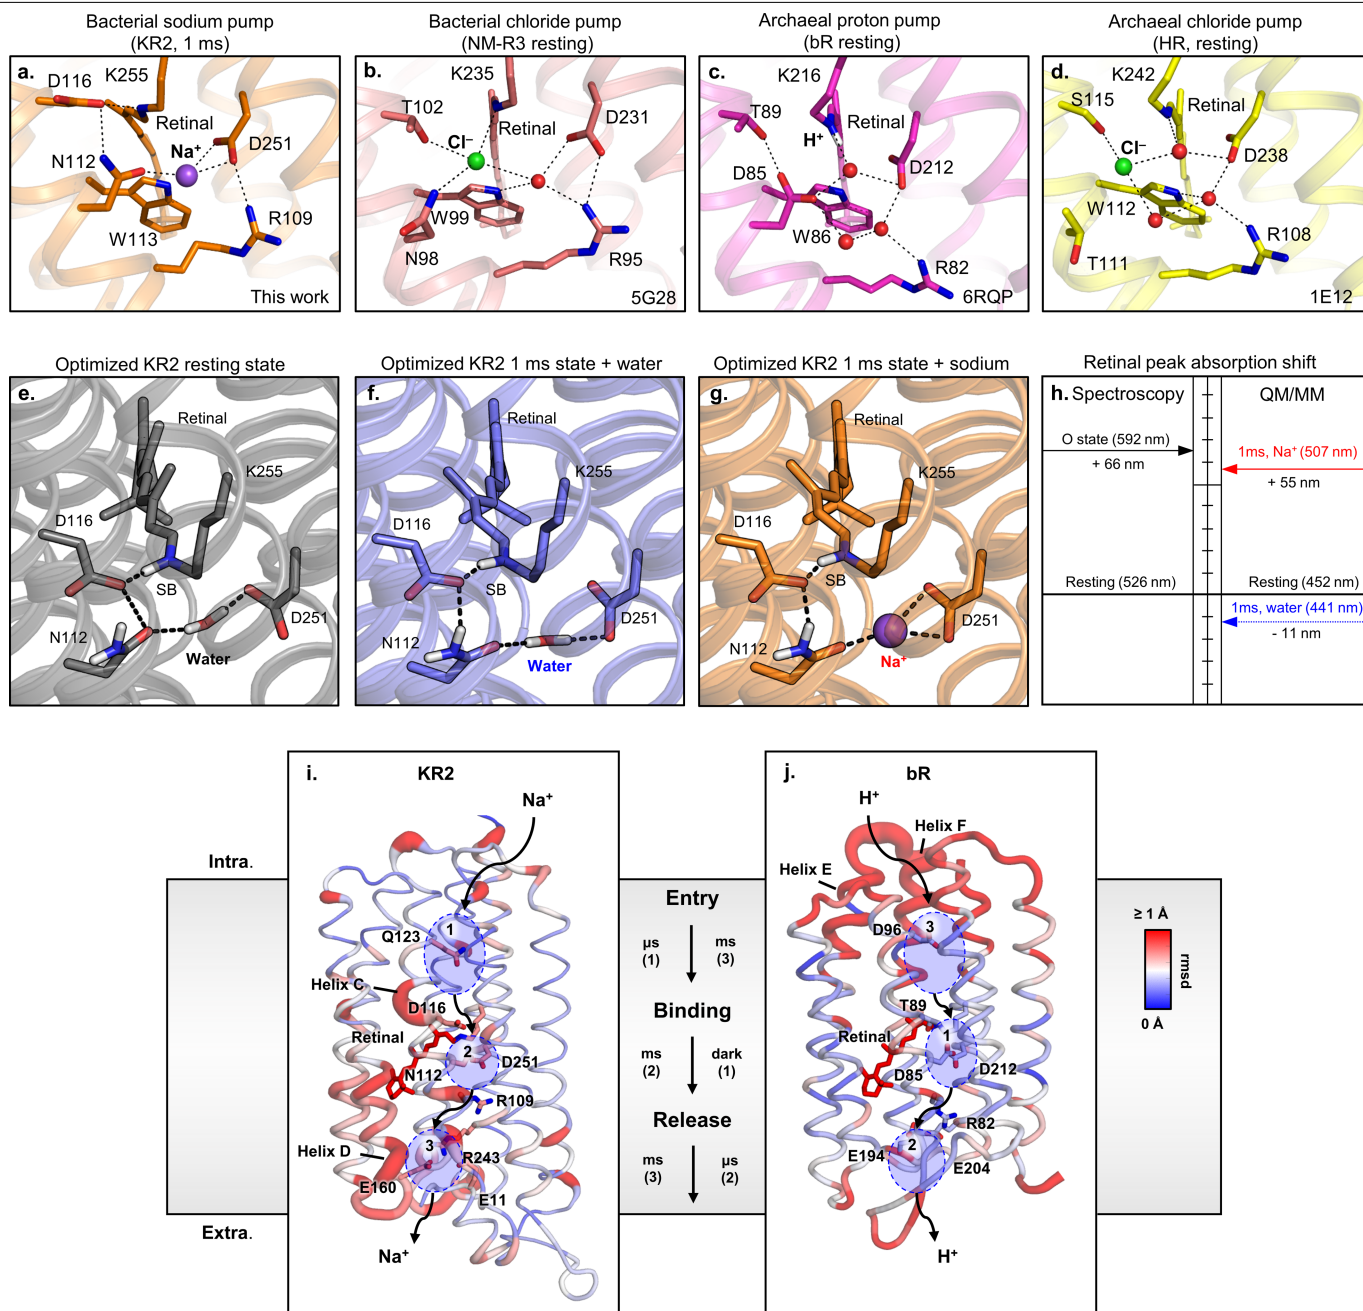 Bacterial sodium pump
(KR2, 1 ms)
Bacterial chloride pump
(NM-R3 resting)
Archaeal proton pump
(bR resting)
Archaeal chloride pump
(HR, resting)
a.
D116
K255
Retinal
Na⁺
D251
N112
R109
W113
This work
b.
K235
T102
Retinal
D231
Cl⁻
W99
N98
R95
5G28
c.
K216
T89
Retinal
H⁺
D85
D212
W86
R82
6RQP
d.
K242
S115
Retinal
Cl⁻
D238
W112
R108
T111
1E12
Optimized KR2 resting state
Optimized KR2 1 ms state + water
Optimized KR2 1 ms state + sodium
Retinal peak absorption shift
e.
Retinal
K255
D116
SB
D251
N112
Water
f.
Retinal
K255
D116
SB
D251
N112
Water
g.
Retinal
K255
D116
SB
D251
N112
Na⁺
h. Spectroscopy
QM/MM
O state (592 nm)
+ 66 nm
1ms, Na⁺ (507 nm)
+ 55 nm
Resting (526 nm)
Resting (452 nm)
1ms, water (441 nm)
- 11 nm
i.
KR2
Na⁺
Intra.
1
Q123
Helix C
D116
Retinal
2
N112
D251
R109
Helix D
3
R243
E160
E11
Extra.
Na⁺
Entry
µs
(1)
ms
(3)
Binding
ms
(2)
dark
(1)
Release
ms
(3)
µs
(2)
j.
bR
H⁺
Helix F
Helix E
D96
3
T89
Retinal
1
D85
D212
R82
2
E194
E204
H⁺
≥ 1 Å
rmsd
0 Å